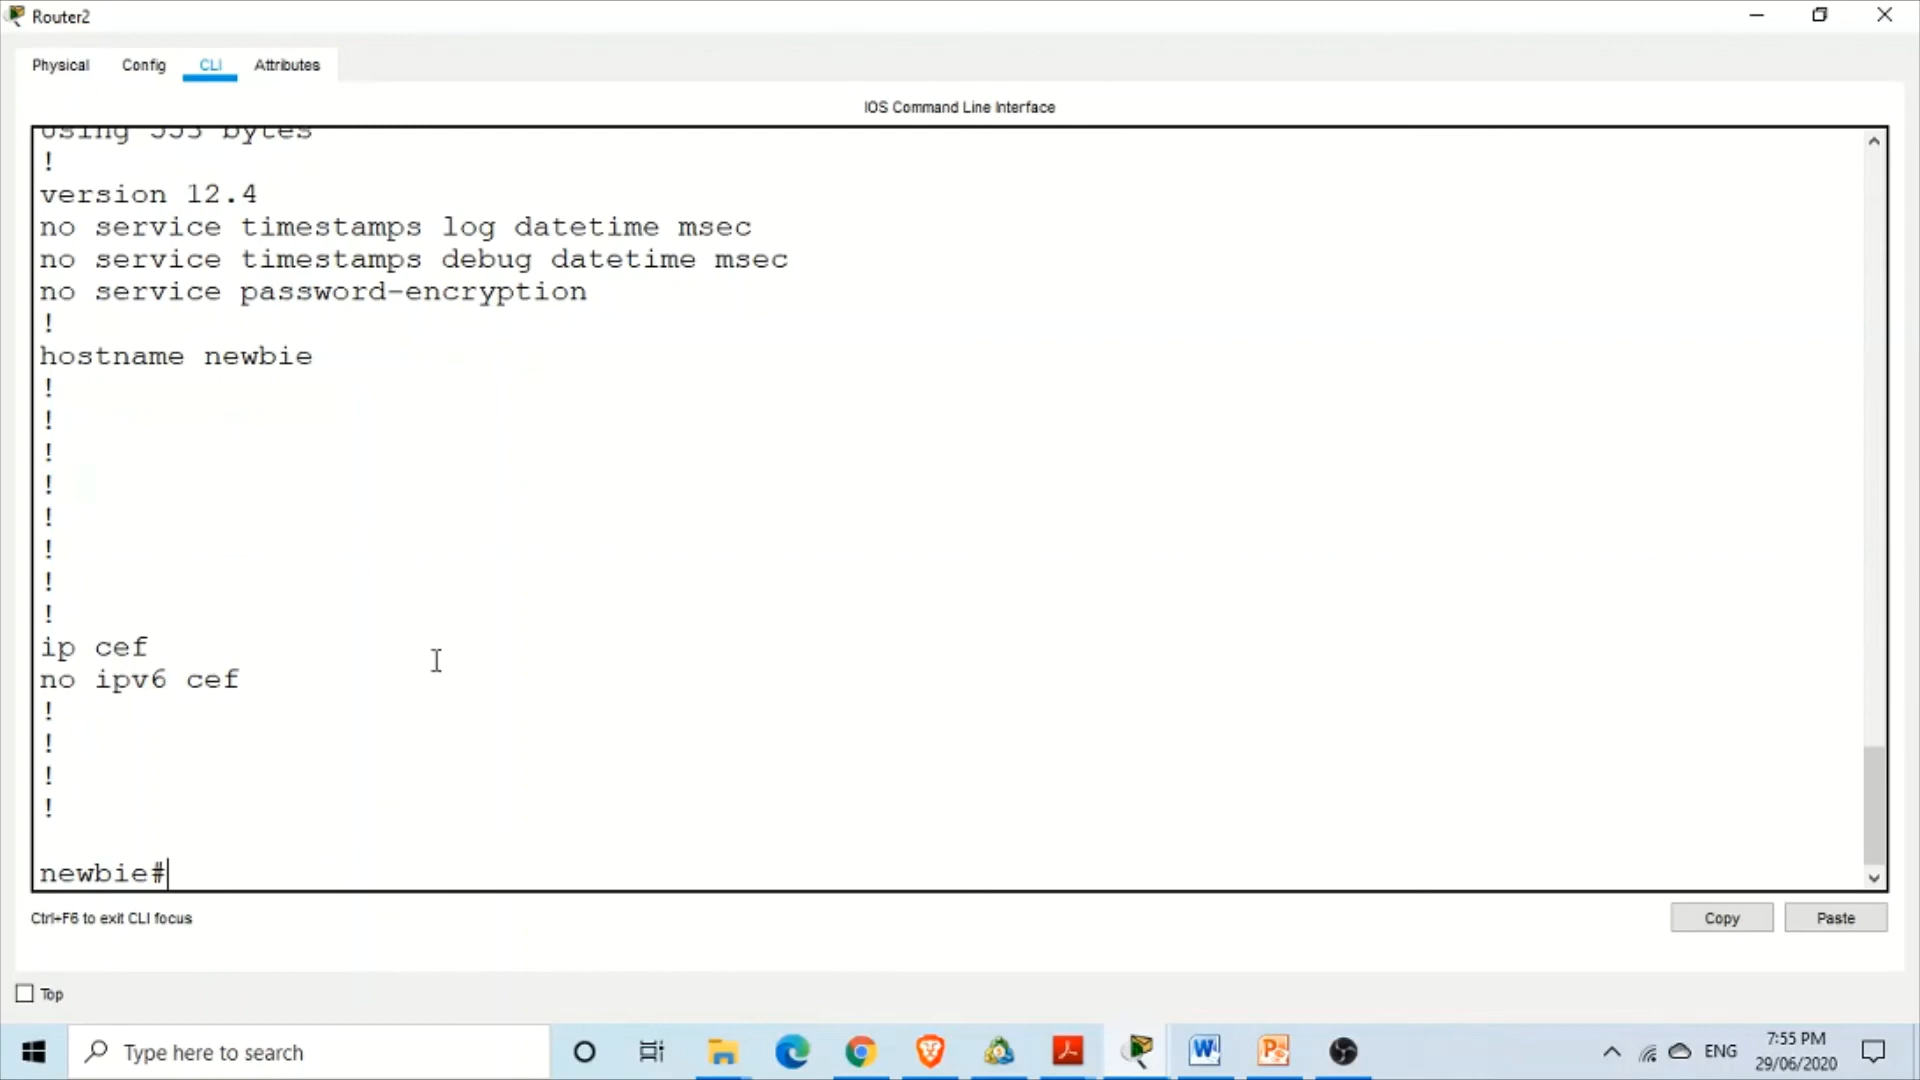 Router2
Physical Config CLI Attributes
IOS Command Line Interface
bytes
!
version 12.4
no service timestamps log datetime msec
no service timestamps debug datetime msec
no service password-encryption
!
hostname newbie
!
!
!
!
!
!
!
!
ip cef
no ipv6 cef
!
!
!
!
newbie#
Ctrl+F6 to exit CLI focus
Copy Paste
Top
Type here to search
ENG
7:55 PM
29/06/2020